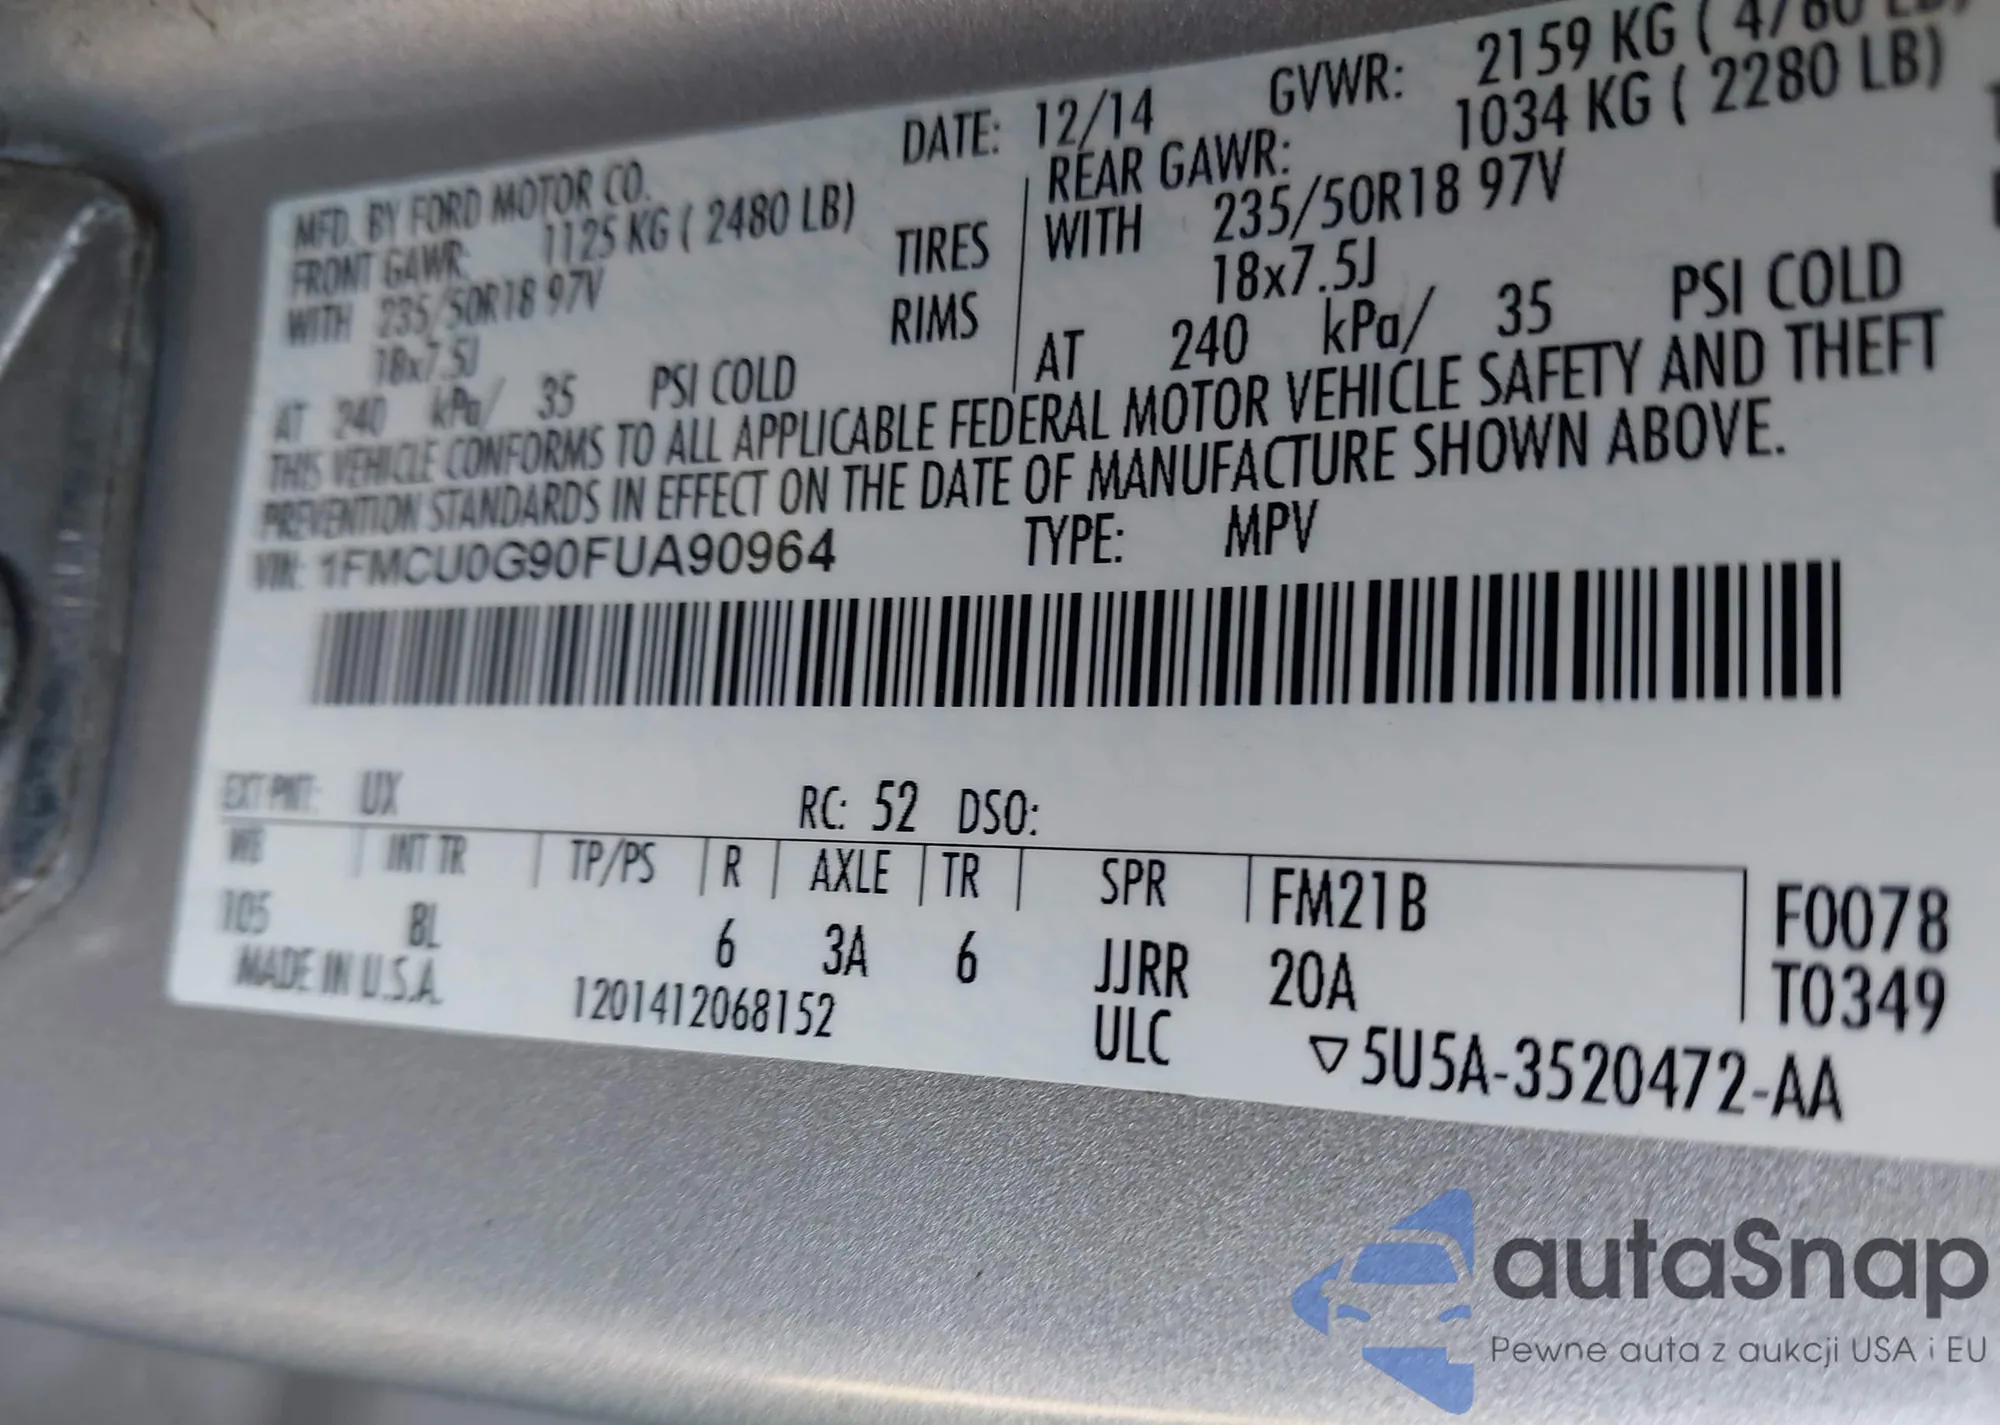 MFD. BY FORD MOTOR CO. DATE: 12/14 GVWR: 2159 KG ( 4760 LB)
FRONT GAWR: 1125 KG ( 2480 LB) REAR GAWR: 1034 KG ( 2280 LB)
WITH 235/50R18 97V TIRES WITH 235/50R18 97V
18x7.5J RIMS 18x7.5J
AT 240 kPa/ 35 PSI COLD AT 240 kPa/ 35 PSI COLD
THIS VEHICLE CONFORMS TO ALL APPLICABLE FEDERAL MOTOR VEHICLE SAFETY AND THEFT
PREVENTION STANDARDS IN EFFECT ON THE DATE OF MANUFACTURE SHOWN ABOVE.
VIN: 1FMCU0G90FUA90964 TYPE: MPV
EXT PNT: UX RC: 52 DSO:
WB INT TR TP/PS R AXLE TR SPR FM21B F0078
105 8L 6 3A 6 JJRR 20A T0349
MADE IN U.S.A. 1201412068152 ULC ▽5U5A-3520472-AA
autaSnap
Pewne auta z aukcji USA i EU